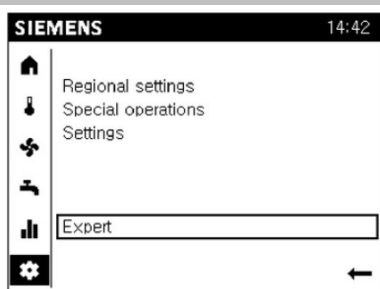 SIEMENS 14:42
Regional settings
Special operations
Settings
Expert